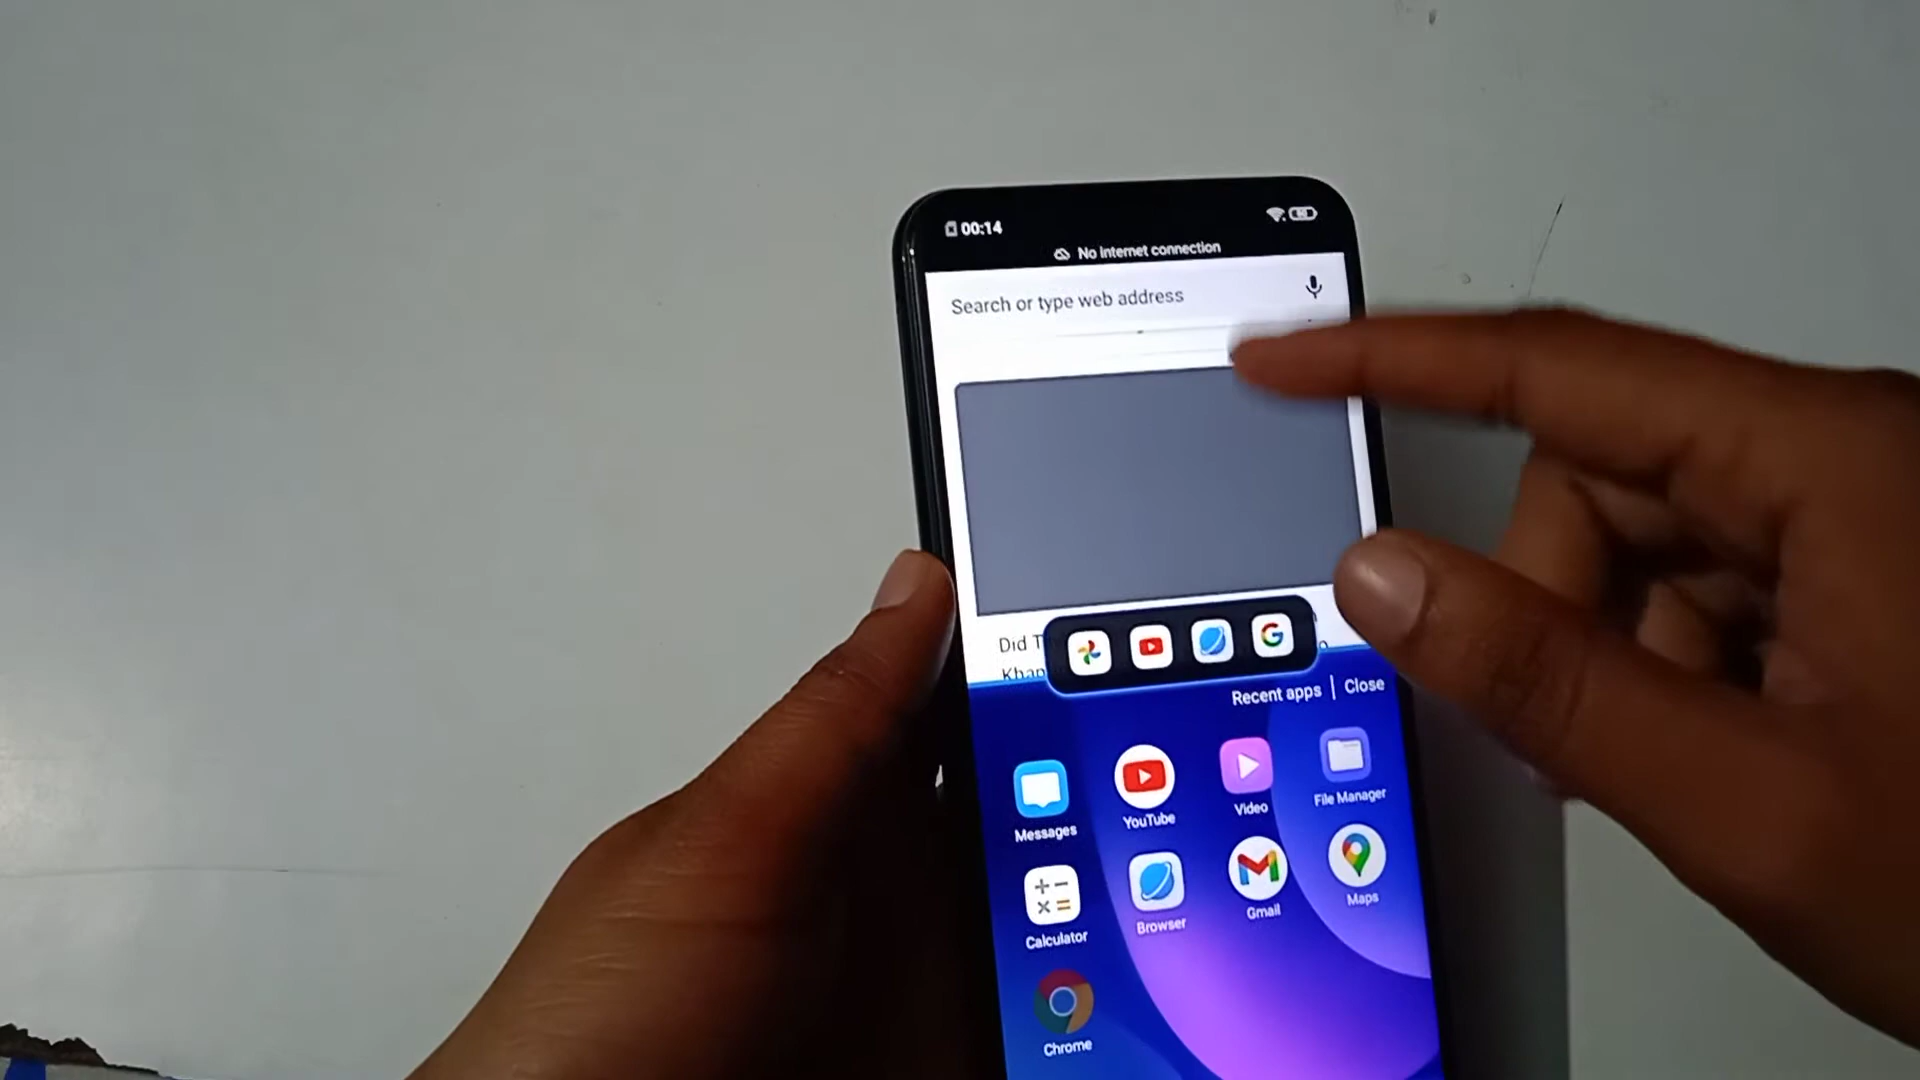 00:14
No internet connection
Search or type web address
Did T
Khan
Recent apps | Close
Messages
YouTube
Video
File Manager
Calculator
Browser
Gmail
Maps
Chrome